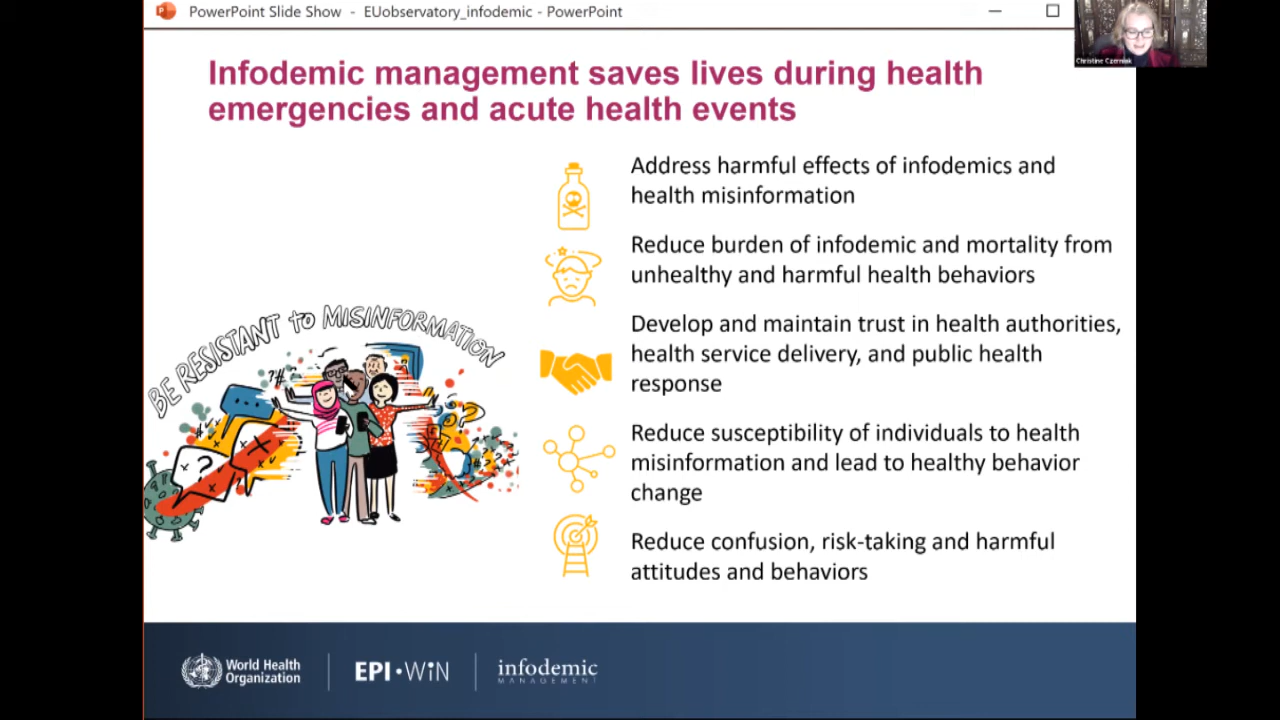 PowerPoint Slide Show - EUobservatory_infodemic - PowerPoint
Christine Czerniak
Infodemic management saves lives during health
emergencies and acute health events
Address harmful effects of infodemics and
health misinformation
Reduce burden of infodemic and mortality from
unhealthy and harmful health behaviors
Develop and maintain trust in health authorities,
health service delivery, and public health
response
Reduce susceptibility of individuals to health
misinformation and lead to healthy behavior
change
Reduce confusion, risk-taking and harmful
attitudes and behaviors
BE RESISTANT to MISINFORMATION
?!#
?
World Health
Organization
EPI•WiN
infodemic
MANAGEMENT